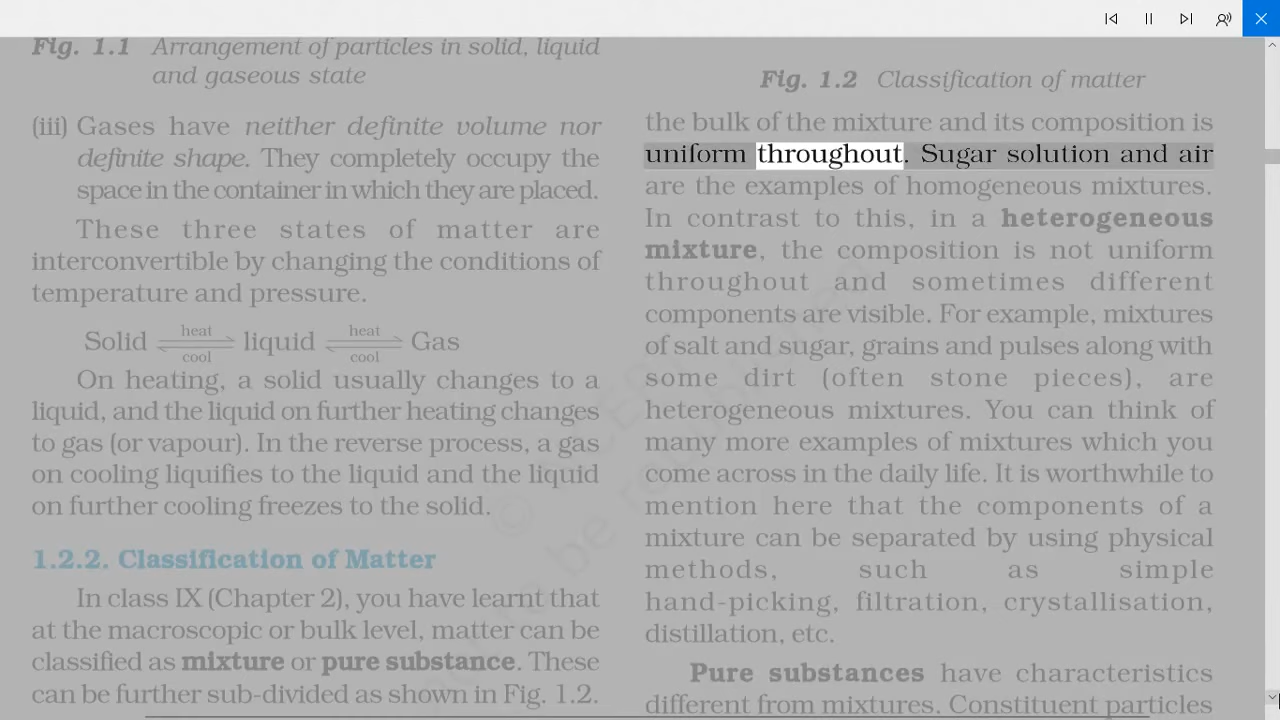 Fig. 1.1 Arrangement of particles in solid, liquid
and gaseous state
(iii) Gases have neither definite volume nor
definite shape. They completely occupy the
space in the container in which they are placed.
These three states of matter are
interconvertible by changing the conditions of
temperature and pressure.
Solid heat cool liquid heat cool Gas
On heating, a solid usually changes to a
liquid, and the liquid on further heating changes
to gas (or vapour). In the reverse process, a gas
on cooling liquifies to the liquid and the liquid
on further cooling freezes to the solid.
1.2.2. Classification of Matter
In class IX (Chapter 2), you have learnt that
at the macroscopic or bulk level, matter can be
classified as mixture or pure substance. These
can be further sub-divided as shown in Fig. 1.2.
Fig. 1.2 Classification of matter
the bulk of the mixture and its composition is
uniform throughout. Sugar solution and air
are the examples of homogeneous mixtures.
In contrast to this, in a heterogeneous
mixture, the composition is not uniform
throughout and sometimes different
components are visible. For example, mixtures
of salt and sugar, grains and pulses along with
some dirt (often stone pieces), are
heterogeneous mixtures. You can think of
many more examples of mixtures which you
come across in the daily life. It is worthwhile to
mention here that the components of a
mixture can be separated by using physical
methods, such as simple
hand-picking, filtration, crystallisation,
distillation, etc.
Pure substances have characteristics
different from mixtures. Constituent particles